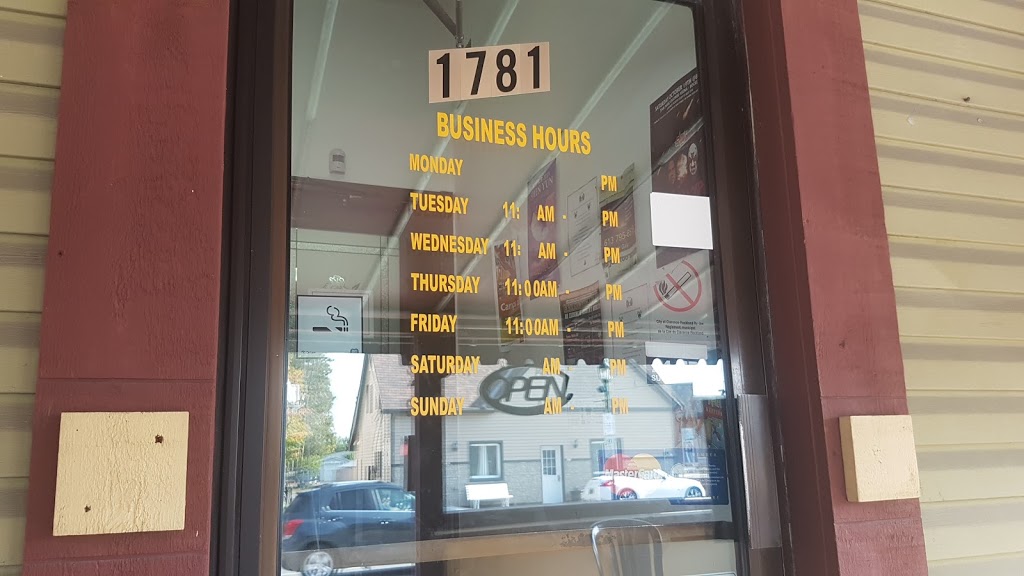 1781
BUSINESS HOURS
MONDAY PM
TUESDAY 11: AM - PM
WEDNESDAY 11: AM - PM
THURSDAY 11:00AM - PM
FRIDAY 11:00AM - PM
SATURDAY AM PM
SUNDAY AM - PM
OPEN
MasterCard